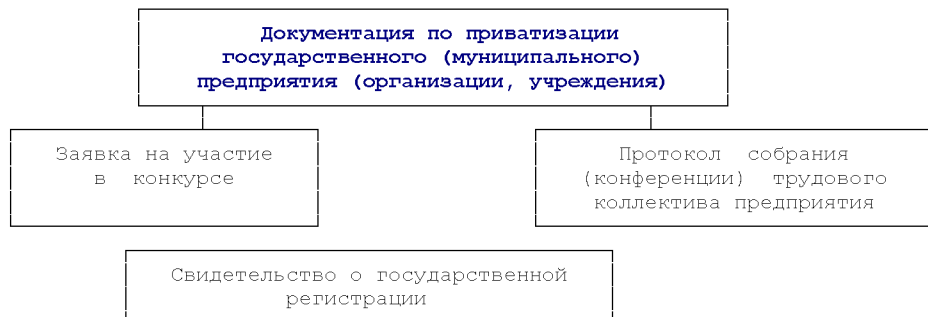 Документация по приватизации
государственного (муниципального)
предприятия (организации, учреждения)
Заявка на участие
в конкурсе
Протокол собрания
(конференции) трудового
коллектива предприятия
Свидетельство о государственной
регистрации